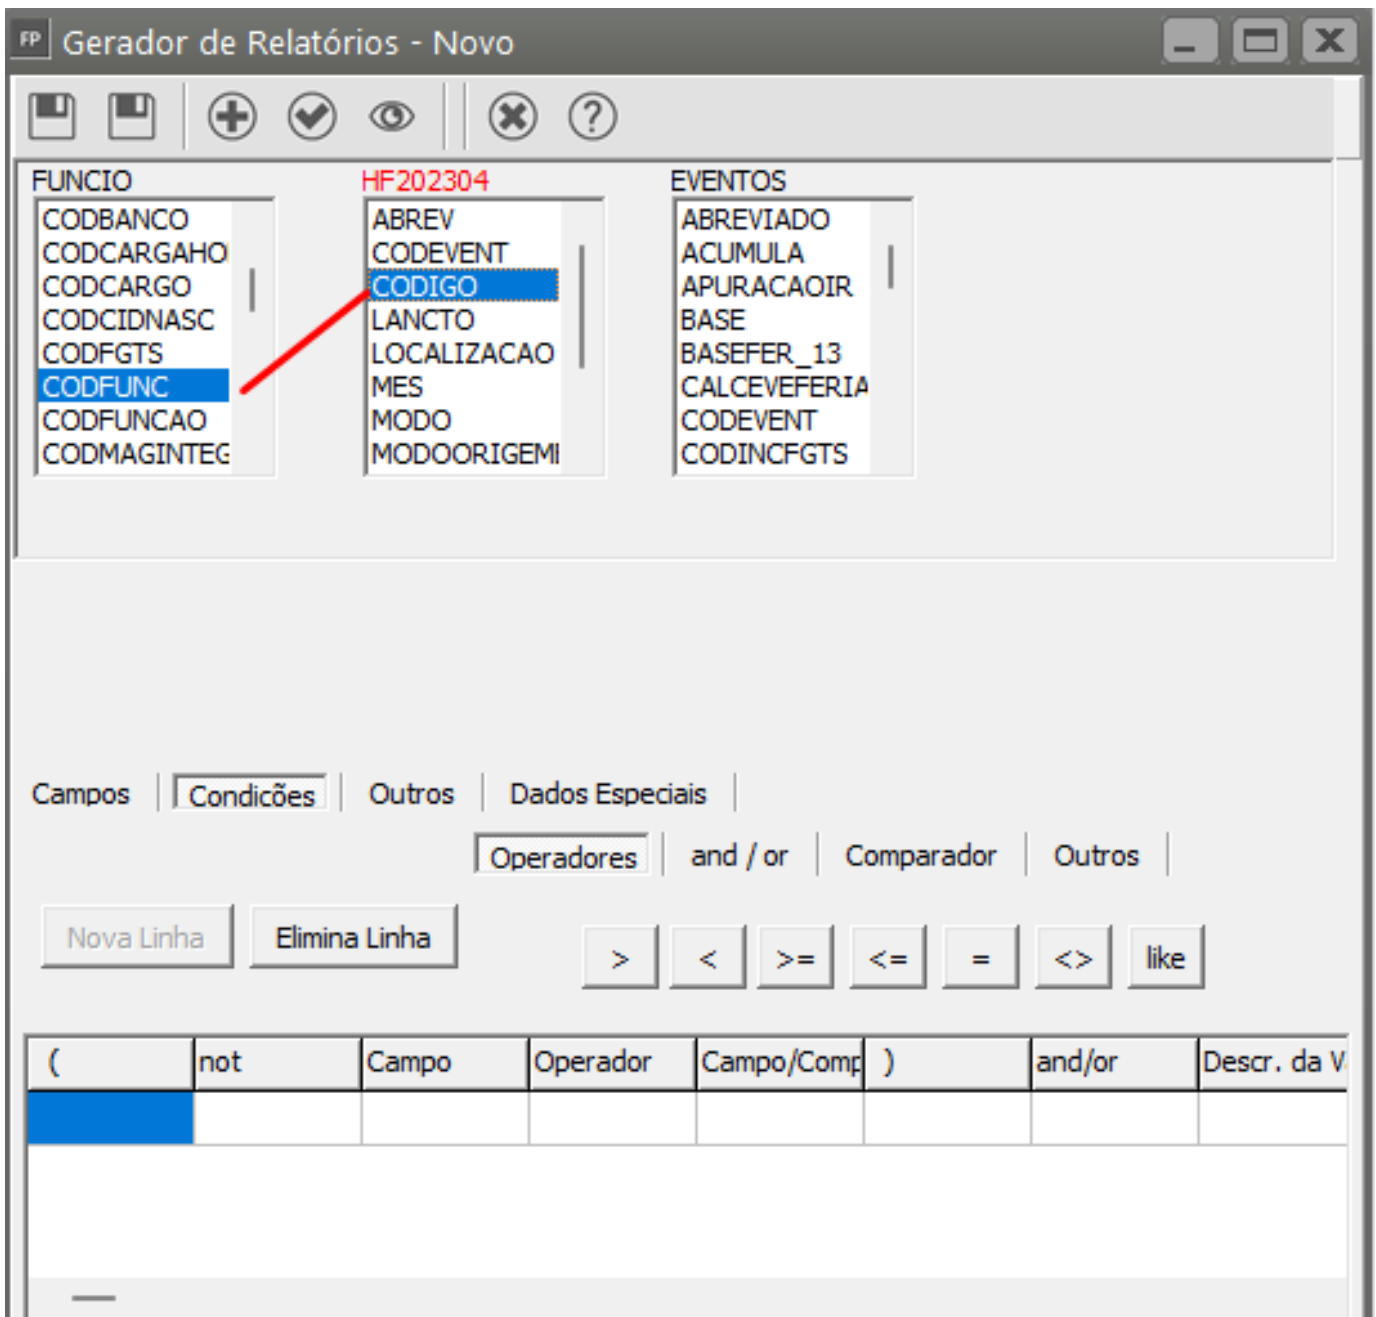 FP Gerador de Relatórios - Novo
FUNCIO
CODBANCO
CODCARGAHO
CODCARGO
CODCIDNASC
CODFGTS
CODFUNC
CODFUNCAO
CODMAGINTEG
HF202304
ABREV
CODEVENT
CODIGO
LANCTO
LOCALIZACAO
MES
MODO
MODOORIGEM
EVENTOS
ABREVIADO
ACUMULA
APURACAOIR
BASE
BASEFER_13
CALCEVEFERIA
CODEVENT
CODINCFGTS
Campos Condicões Outros Dados Especiais
Operadores and / or Comparador Outros
Nova Linha Elimina Linha > < >= <= = <> like
( not Campo Operador Campo/Comp ) and/or Descr. da V